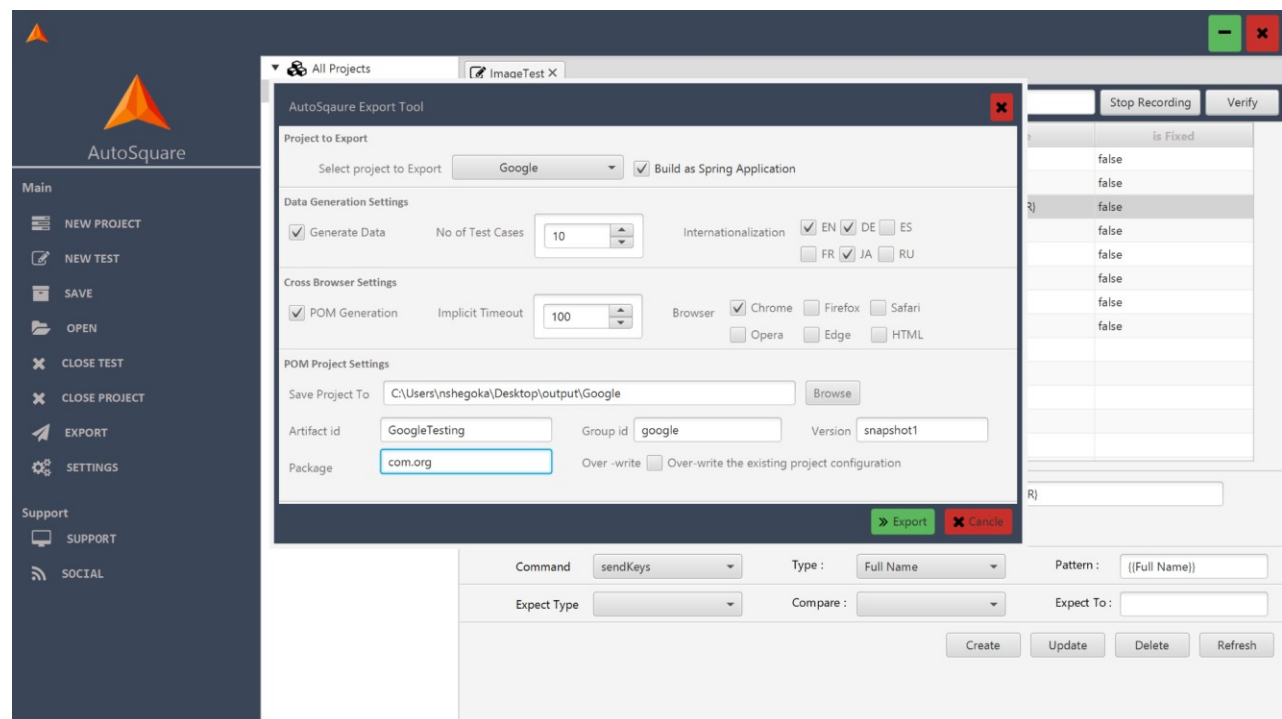 All Projects
ImageTest
AutoSquare
Stop Recording Verify
is Fixed
false
false
false
false
false
false
false
false
Main
NEW PROJECT
NEW TEST
SAVE
OPEN
CLOSE TEST
CLOSE PROJECT
EXPORT
SETTINGS
Support
SUPPORT
SOCIAL
AutoSqaure Export Tool
Project to Export
Select project to Export Google Build as Spring Application
Data Generation Settings
Generate Data No of Test Cases 10 Internationalization EN DE ES
FR JA RU
Cross Browser Settings
POM Generation Implicit Timeout 100 Browser Chrome Firefox Safari
Opera Edge HTML
POM Project Settings
Save Project To C:\Users\nshegoka\Desktop\output\Google Browse
Artifact id GoogleTesting Group id google Version snapshot1
Package com.org Over -write Over-write the existing project configuration
Export Cancle
Command sendKeys Type : Full Name Pattern : {{Full Name}}
Expect Type Compare : Expect To :
Create Update Delete Refresh